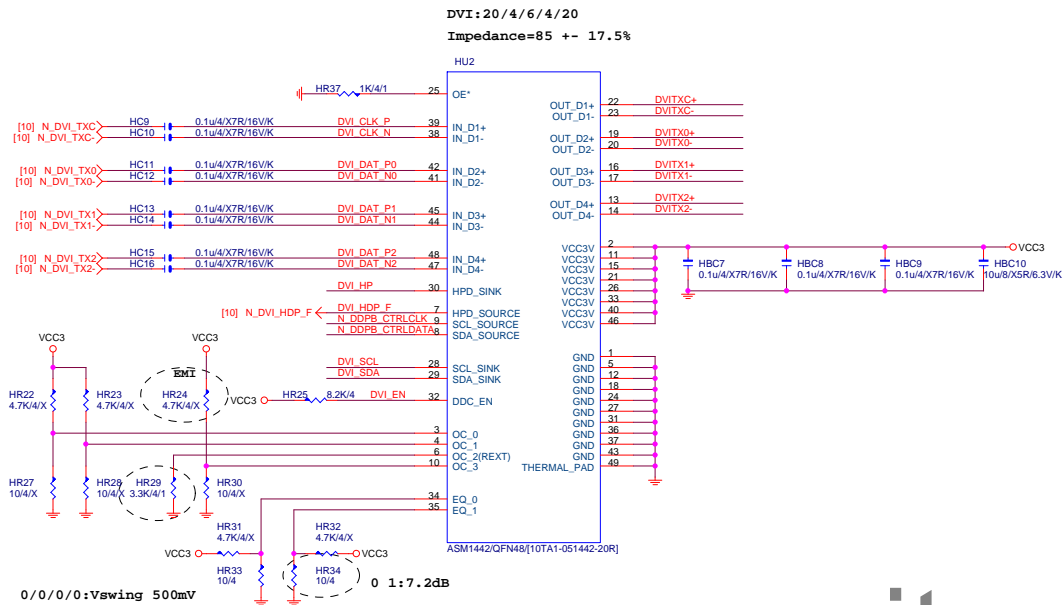 DVI:20/4/6/4/20
Impedance=85 +- 17.5%
HU2
HR37 1K/4/1 25 OE*
[10] N_DVI_TXC HC9 0.1u/4/X7R/16V/K DVI_CLK_P 39 IN_D1+
[10] N_DVI_TXC- HC10 0.1u/4/X7R/16V/K DVI_CLK_N 38 IN_D1-
[10] N_DVI_TX0 HC11 0.1u/4/X7R/16V/K DVI_DAT_P0 42 IN_D2+
[10] N_DVI_TX0- HC12 0.1u/4/X7R/16V/K DVI_DAT_N0 41 IN_D2-
[10] N_DVI_TX1 HC13 0.1u/4/X7R/16V/K DVI_DAT_P1 45 IN_D3+
[10] N_DVI_TX1- HC14 0.1u/4/X7R/16V/K DVI_DAT_N1 44 IN_D3-
[10] N_DVI_TX2 HC15 0.1u/4/X7R/16V/K DVI_DAT_P2 48 IN_D4+
[10] N_DVI_TX2- HC16 0.1u/4/X7R/16V/K DVI_DAT_N2 47 IN_D4-
DVI_HP 30 HPD_SINK
[10] N_DVI_HDP_F DVI_HDP_F 7 HPD_SOURCE
N_DDPB_CTRLCLK 9 SCL_SOURCE
N_DDPB_CTRLDATA 8 SDA_SOURCE
DVI_SCL 28 SCL_SINK
DVI_SDA 29 SDA_SINK
VCC3 HR25 8.2K/4 DVI_EN 32 DDC_EN
3 OC_0
4 OC_1
6 OC_2(REXT)
10 OC_3
34 EQ_0
35 EQ_1
OUT_D1+ 22 DVITXC+
OUT_D1- 23 DVITXC-
OUT_D2+ 19 DVITX0+
OUT_D2- 20 DVITX0-
OUT_D3+ 16 DVITX1+
OUT_D3- 17 DVITX1-
OUT_D4+ 13 DVITX2+
OUT_D4- 14 DVITX2-
VCC3V 2 VCC3
VCC3V 11
VCC3V 15
VCC3V 21
VCC3V 26
VCC3V 33
VCC3V 40
VCC3V 46
HBC7 HBC8 HBC9 HBC10
0.1u/4/X7R/16V/K 0.1u/4/X7R/16V/K 0.1u/4/X7R/16V/K 10u/8/X5R/6.3V/K
GND 1
GND 5
GND 12
GND 18
GND 24
GND 27
GND 31
GND 36
GND 37
GND 43
THERMAL_PAD 49
VCC3 VCC3
EMI
HR22 HR23 HR24
4.7K/4/X 4.7K/4/X 4.7K/4/X
HR27 HR28 HR29 HR30
10/4/X 10/4/X 3.3K/4/1 10/4/X
HR31 HR32
4.7K/4/X 4.7K/4/X
VCC3 VCC3
HR33 HR34
10/4 10/4
ASM1442/QFN48/[10TA1-051442-20R]
0 1:7.2dB
0/0/0/0:Vswing 500mV